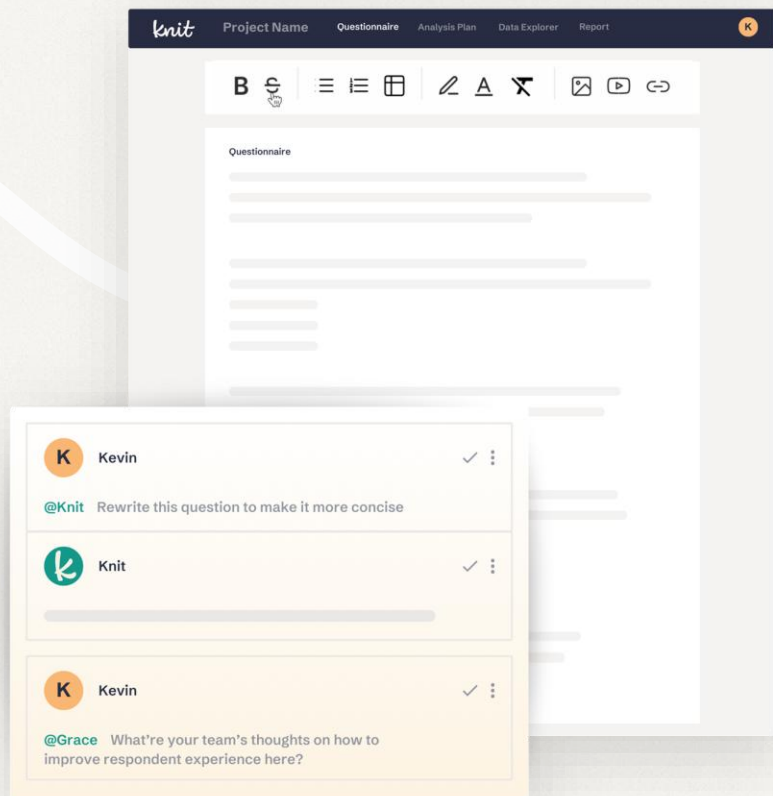 knit Project Name Questionnaire Analysis Plan Data Explorer Report K
B S A
Questionnaire
K Kevin
@Knit Rewrite this question to make it more concise
k Knit
K Kevin
@Grace What're your team's thoughts on how to
improve respondent experience here?